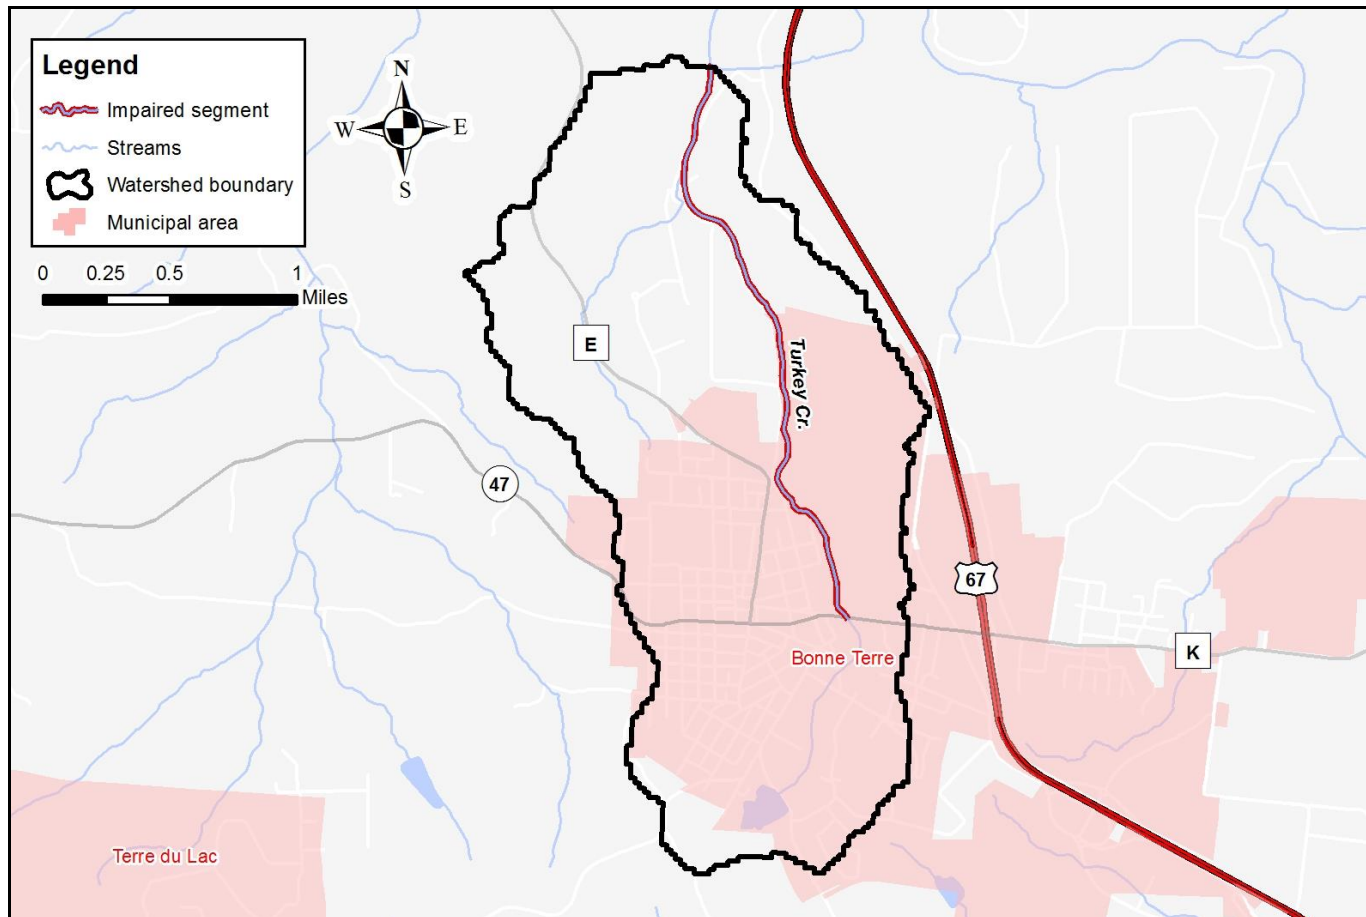 Legend
Impaired segment
Streams
Watershed boundary
Municipal area
0 0.25 0.5 1
Miles
N
W E
S
E
Turkey Cr.
47
67
Bonne Terre
K
Terre du Lac